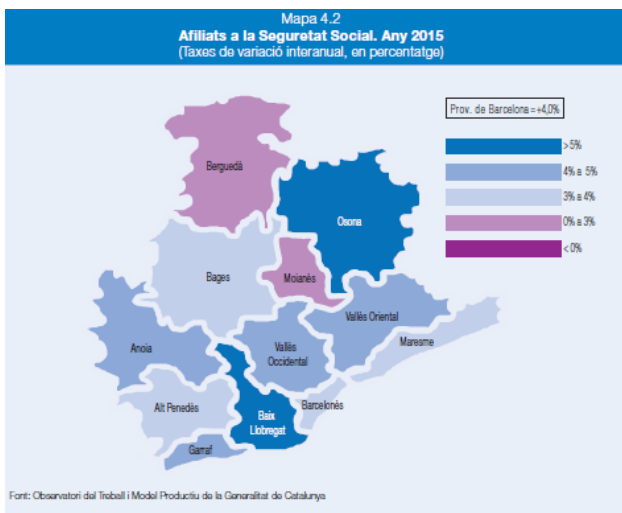 Mapa 4.2
Afiliats a la Seguretat Social. Any 2015
(Taxes de variació interanual, en percentatge)
Prov. de Barcelona = +4,0%
>5%
4% a 5%
3% a 4%
0% a 3%
< 0%
Berguedà
Osona
Bages
Moianès
Vallès Oriental
Maresme
Anoia
Vallès
Occidental
Alt Penedès
Barcelonès
Baix
Llobregat
Garraf
Font: Observatori del Treball i Model Productiu de la Generalitat de Catalunya